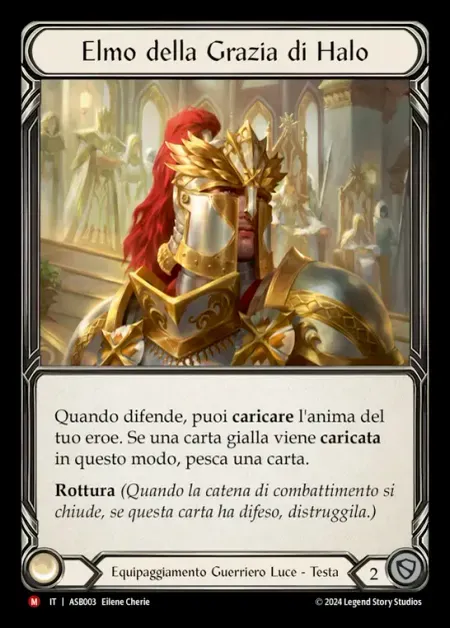 Elmo della Grazia di Halo
Quando difende, puoi caricare l'anima del
tuo eroe. Se una carta gialla viene caricata
in questo modo, pesca una carta.
Rottura (Quando la catena di combattimento si
chiude, se questa carta ha difeso, distruggila.)
Equipaggiamento Guerriero Luce - Testa
2
M IT | ASB003 Eilene Cherie
© 2024 Legend Story Studios